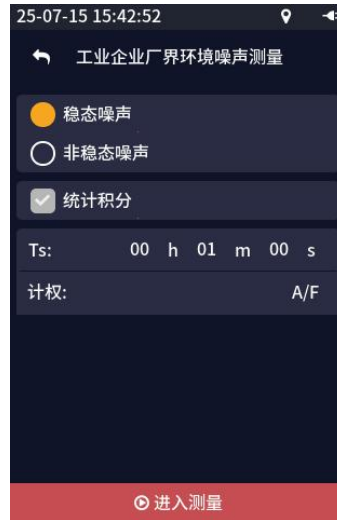 25-07-15 15:42:52
工业企业厂界环境噪声测量
稳态噪声
非稳态噪声
统计积分
Ts: 00 h 01 m 00 s
计权: A/F
进入测量